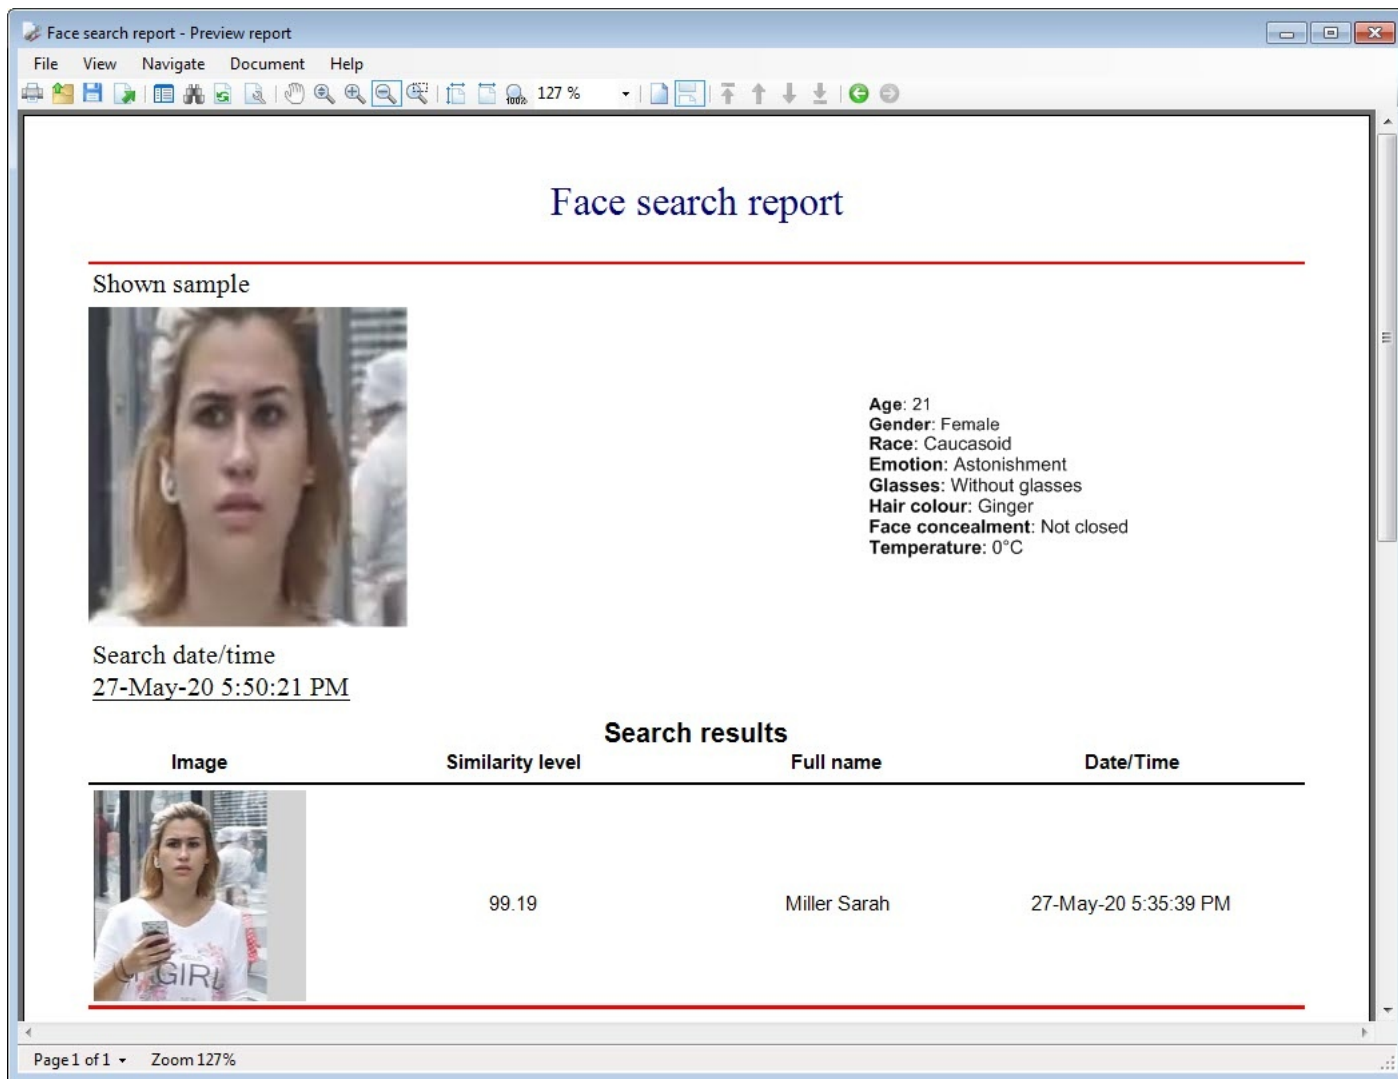 Face search report - Preview report
File View Navigate Document Help
100% 127 %
Face search report
Shown sample
Age: 21
Gender: Female
Race: Caucasoid
Emotion: Astonishment
Glasses: Without glasses
Hair colour: Ginger
Face concealment: Not closed
Temperature: 0°C
Search date/time
27-May-20 5:50:21 PM
Search results
Image Similarity level Full name Date/Time
99.19 Miller Sarah 27-May-20 5:35:39 PM
GIRL
Page 1 of 1 Zoom 127%